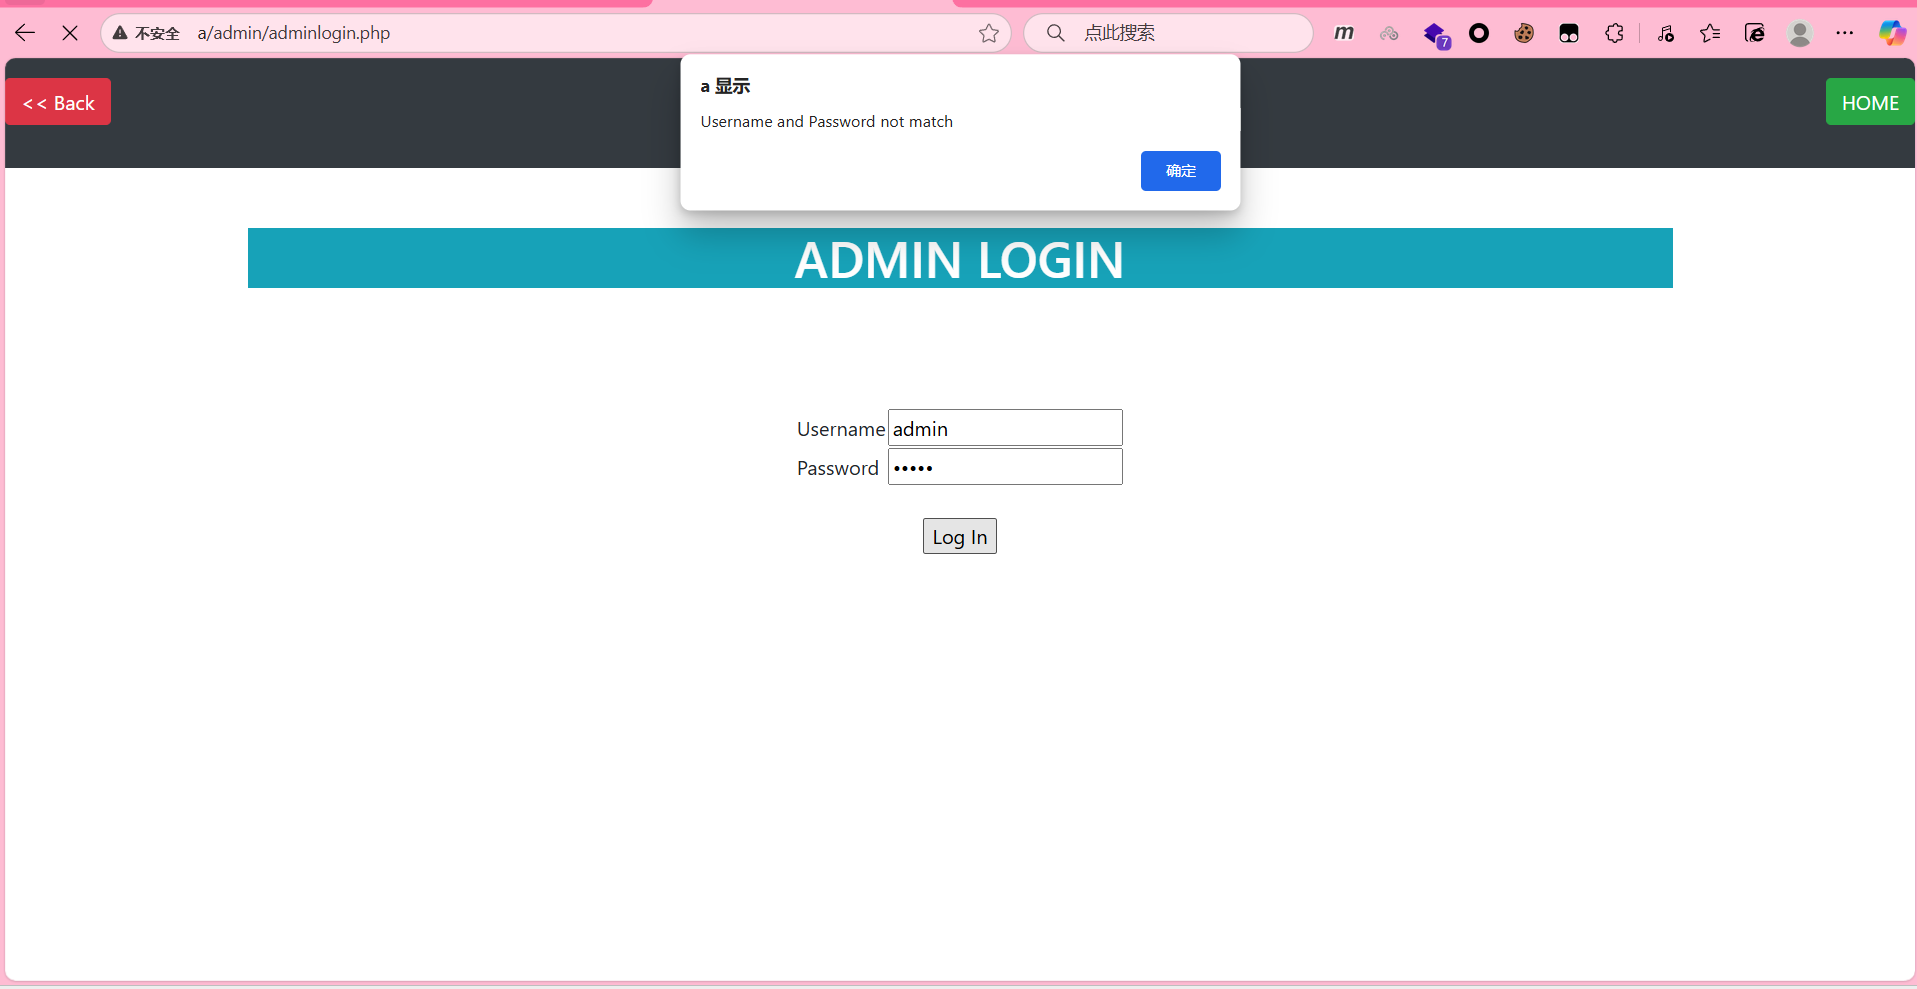 不安全 a/admin/adminlogin.php 点此搜索 m 7
<< Back
HOME
a 显示
Username and Password not match
确定
ADMIN LOGIN
Username admin
Password •••••
Log In